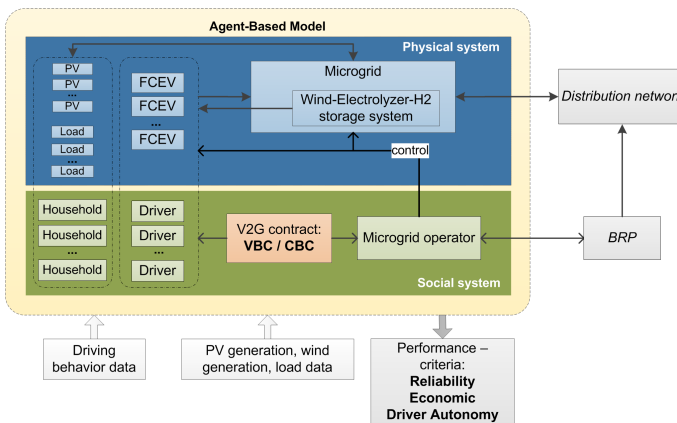 Agent-Based Model
Physical system
PV
PV
...
PV
Load
Load
...
Load
FCEV
FCEV
...
FCEV
Microgrid
Wind-Electrolyzer-H2
storage system
control
Distribution network
Household
Household
...
Household
Driver
Driver
...
Driver
V2G contract:
VBC / CBC
Microgrid operator
BRP
Social system
Driving
behavior data
PV generation, wind
generation, load data
Performance –
criteria:
Reliability
Economic
Driver Autonomy